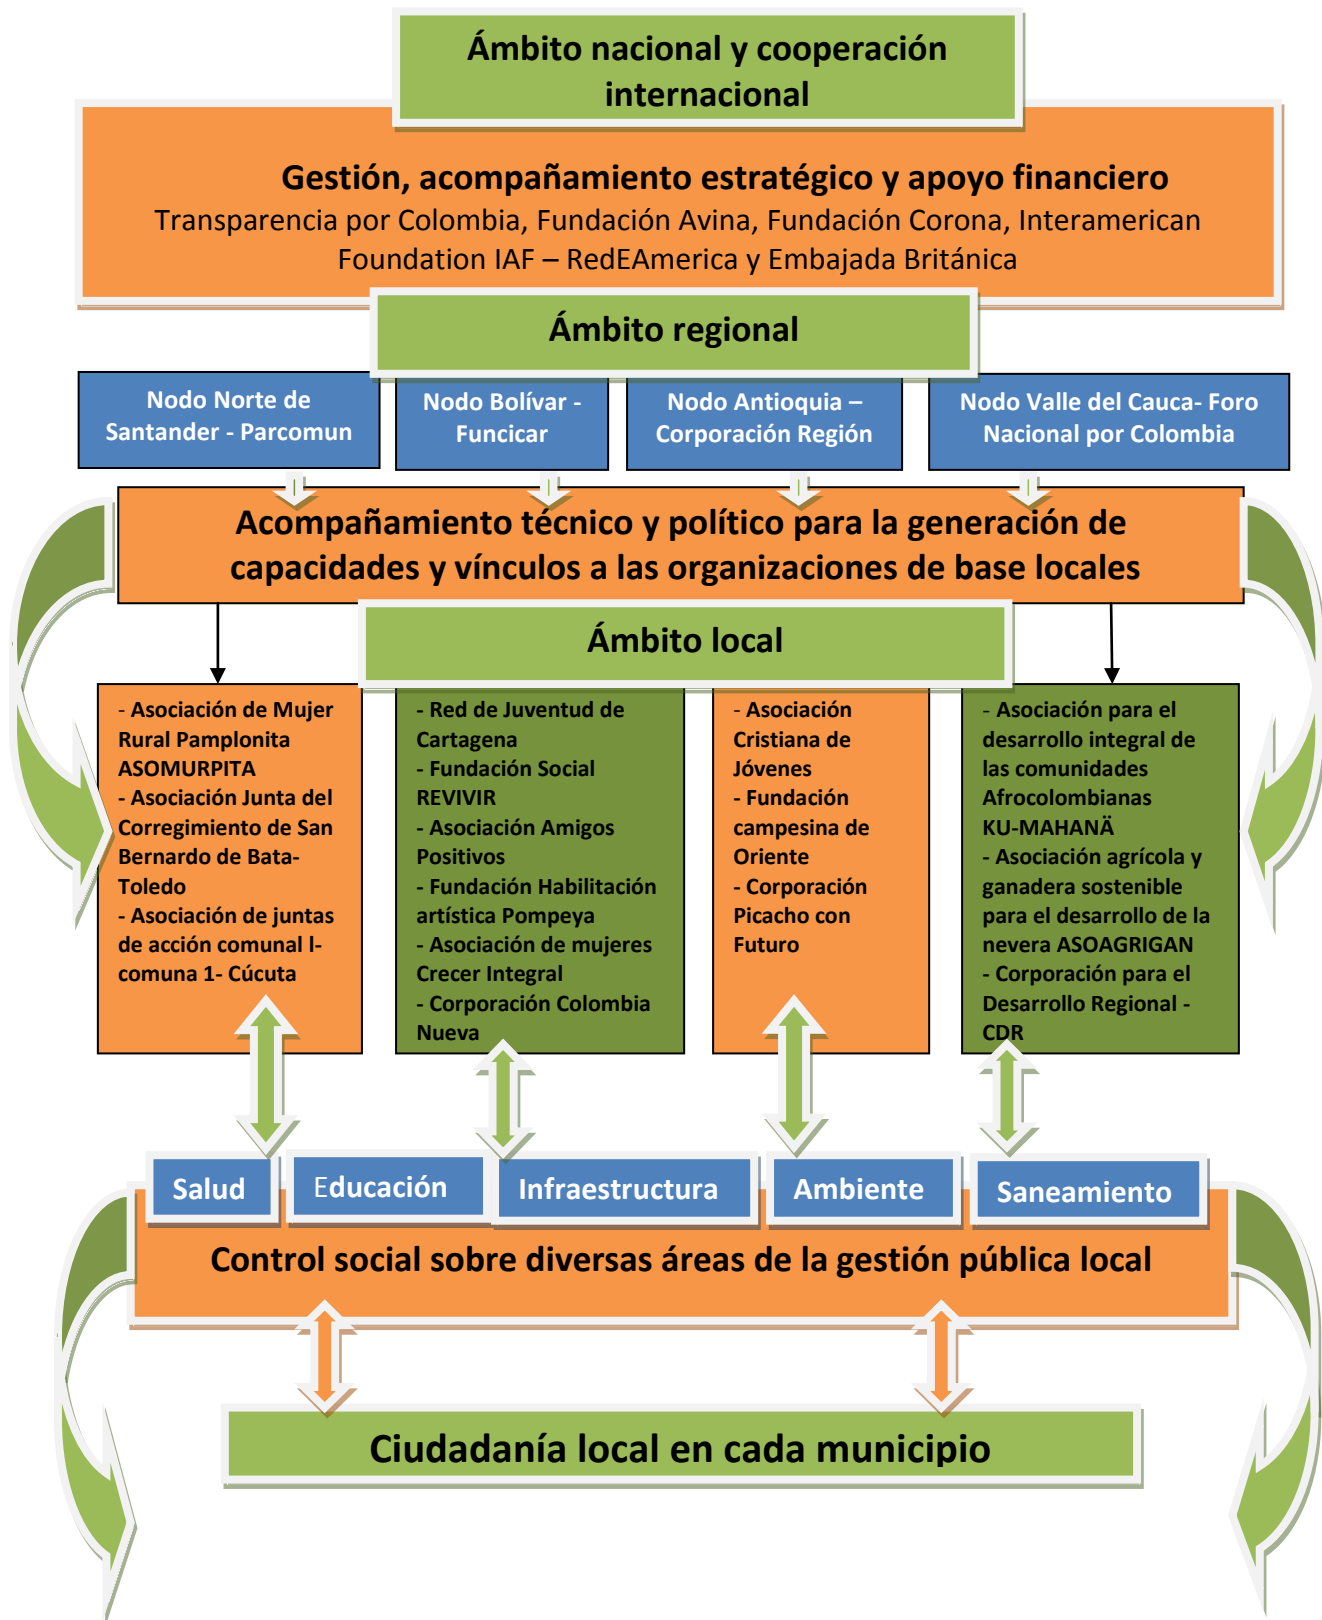 Ámbito nacional y cooperación
internacional
Gestión, acompañamiento estratégico y apoyo financiero
Transparencia por Colombia, Fundación Avina, Fundación Corona, Interamerican
Foundation IAF – RedEAmerica y Embajada Británica
Ámbito regional
Nodo Norte de
Santander - Parcomun
Nodo Bolívar -
Funcicar
Nodo Antioquia –
Corporación Región
Nodo Valle del Cauca- Foro
Nacional por Colombia
Acompañamiento técnico y político para la generación de
capacidades y vínculos a las organizaciones de base locales
Ámbito local
- Asociación de Mujer
Rural Pamplonita
ASOMURPITA
- Asociación Junta del
Corregimiento de San
Bernardo de Bata-
Toledo
- Asociación de juntas
de acción comunal l-
comuna 1- Cúcuta
- Red de Juventud de
Cartagena
- Fundación Social
REVIVIR
- Asociación Amigos
Positivos
- Fundación Habilitación
artística Pompeya
- Asociación de mujeres
Crecer Integral
- Corporación Colombia
Nueva
- Asociación
Cristiana de
Jóvenes
- Fundación
campesina de
Oriente
- Corporación
Picacho con
Futuro
- Asociación para el
desarrollo integral de
las comunidades
Afrocolombianas
KU-MAHANÄ
- Asociación agrícola y
ganadera sostenible
para el desarrollo de la
nevera ASOAGRIGAN
- Corporación para el
Desarrollo Regional -
CDR
Salud
Educación
Infraestructura
Ambiente
Saneamiento
Control social sobre diversas áreas de la gestión pública local
Ciudadanía local en cada municipio